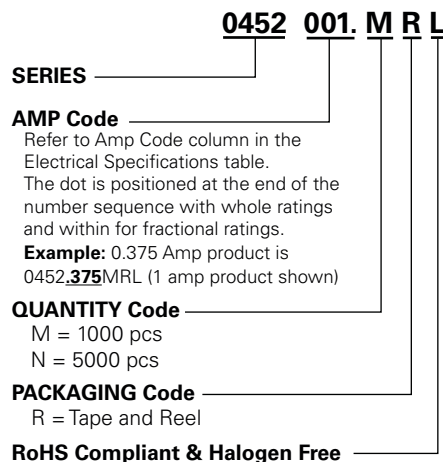 0452 001. M R L
SERIES
AMP Code
Refer to Amp Code column in the
Electrical Specifications table.
The dot is positioned at the end of the
number sequence with whole ratings
and within for fractional ratings.
Example: 0.375 Amp product is
0452.375MRL (1 amp product shown)
QUANTITY Code
M = 1000 pcs
N = 5000 pcs
PACKAGING Code
R = Tape and Reel
RoHS Compliant & Halogen Free